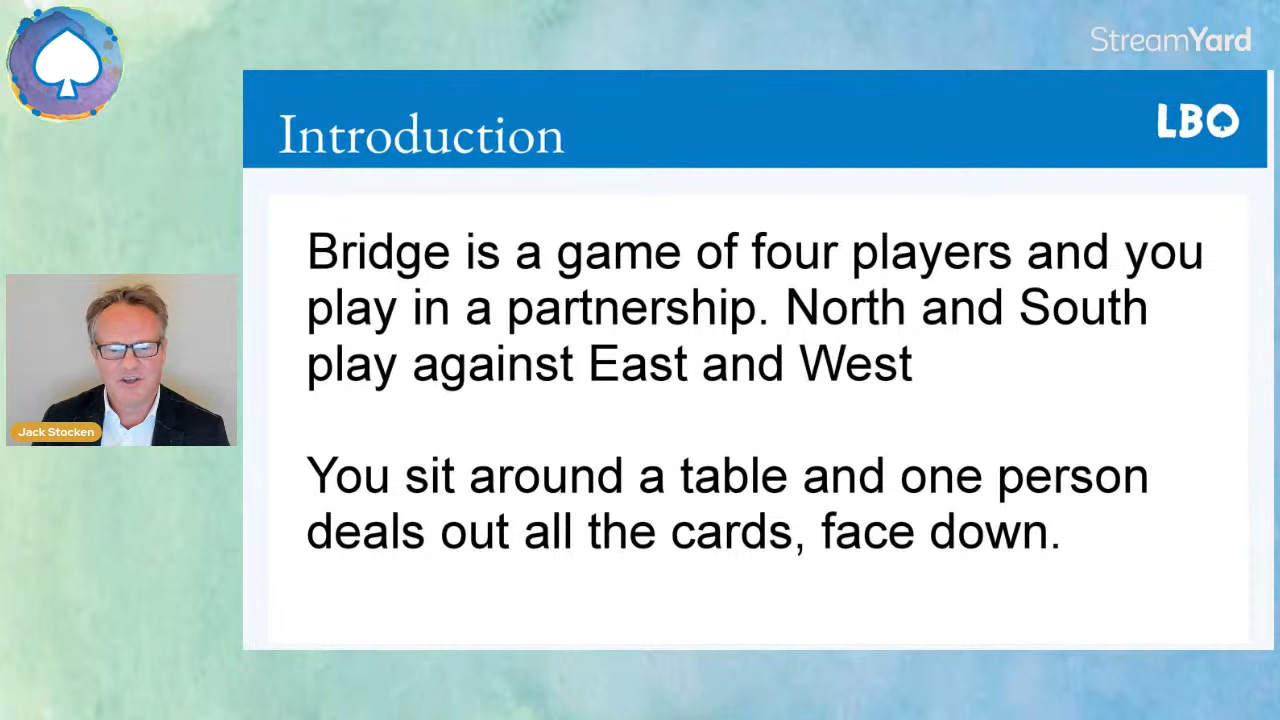 StreamYard
Introduction
LBO
Bridge is a game of four players and you
play in a partnership. North and South
play against East and West
You sit around a table and one person
deals out all the cards, face down.
Jack Stocken